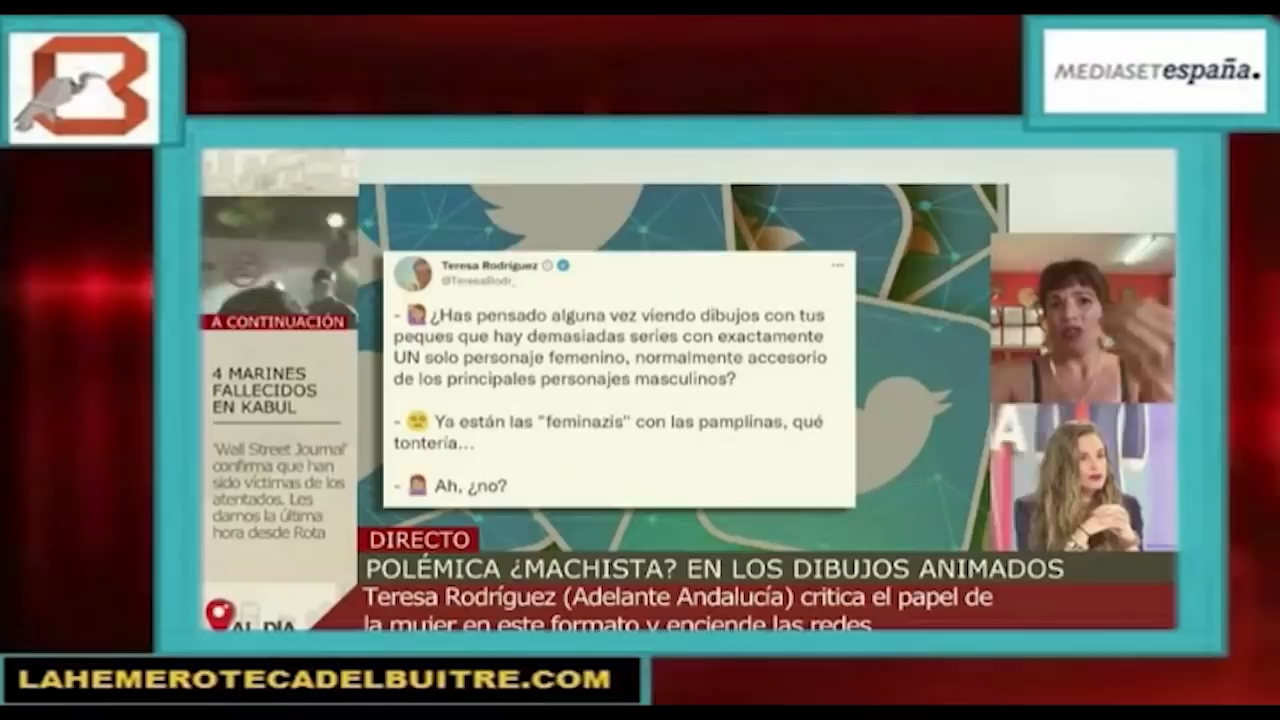 B
MEDIASETespaña.
A CONTINUACIÓN
4 MARINES
FALLECIDOS
EN KABUL
'Wall Street Journal'
confirma que han
sido víctimas de los
atentados. Les
damos la última
hora desde Rota
AL DÍA
Teresa Rodríguez
@TeresaRodr_
- ¿Has pensado alguna vez viendo dibujos con tus
peques que hay demasiadas series con exactamente
UN solo personaje femenino, normalmente accesorio
de los principales personajes masculinos?
- Ya están las "feminazis" con las pamplinas, qué
tontería...
- Ah, ¿no?
DIRECTO
POLÉMICA ¿MACHISTA? EN LOS DIBUJOS ANIMADOS
Teresa Rodríguez (Adelante Andalucía) critica el papel de
la mujer en este formato y enciende las redes
LAHEMEROTECADELBUITRE.COM